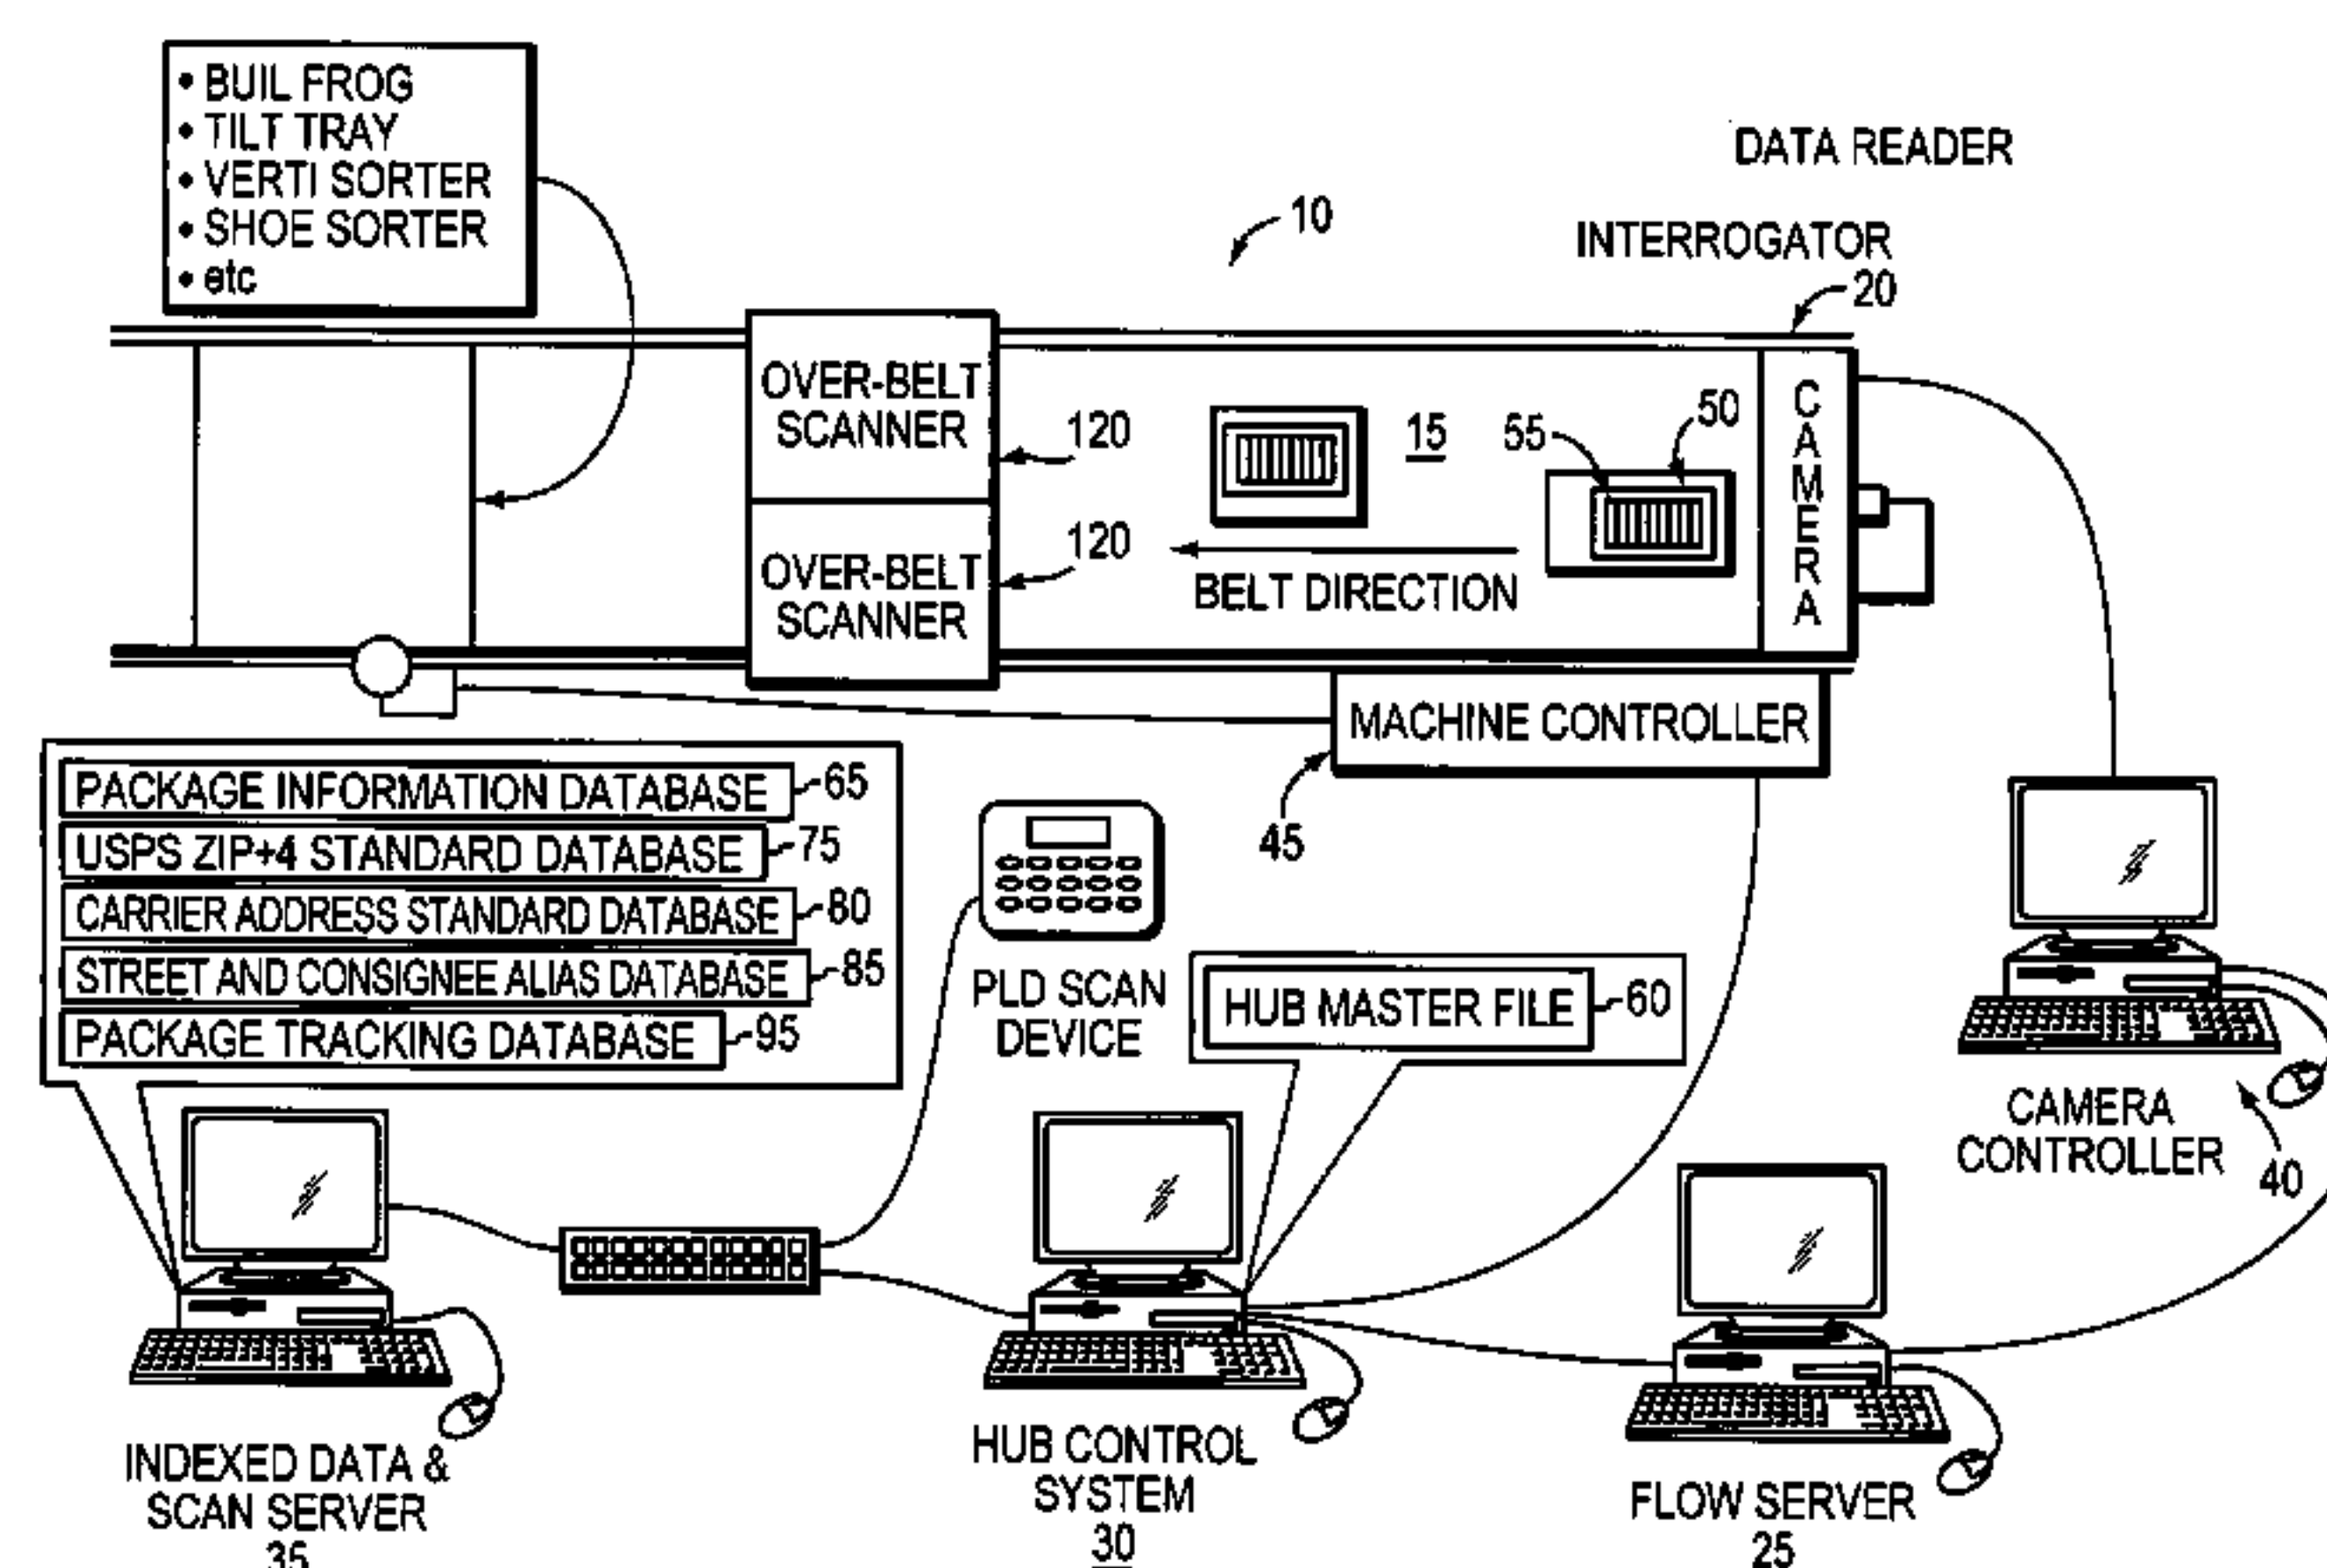 • BUIL FROG
• TILT TRAY
• VERTI SORTER
• SHOE SORTER
• etc
DATA READER
10
INTERROGATOR
20
OVER-BELT
SCANNER
120
15
55
50
CAMERA
OVER-BELT
SCANNER
120
BELT DIRECTION
MACHINE CONTROLLER
45
PACKAGE INFORMATION DATABASE
65
USPS ZIP+4 STANDARD DATABASE
75
CARRIER ADDRESS STANDARD DATABASE
80
STREET AND CONSIGNEE ALIAS DATABASE
85
PACKAGE TRACKING DATABASE
95
PLD SCAN
DEVICE
HUB MASTER FILE
60
CAMERA
CONTROLLER
40
INDEXED DATA &
SCAN SERVER
35
HUB CONTROL
SYSTEM
30
FLOW SERVER
25